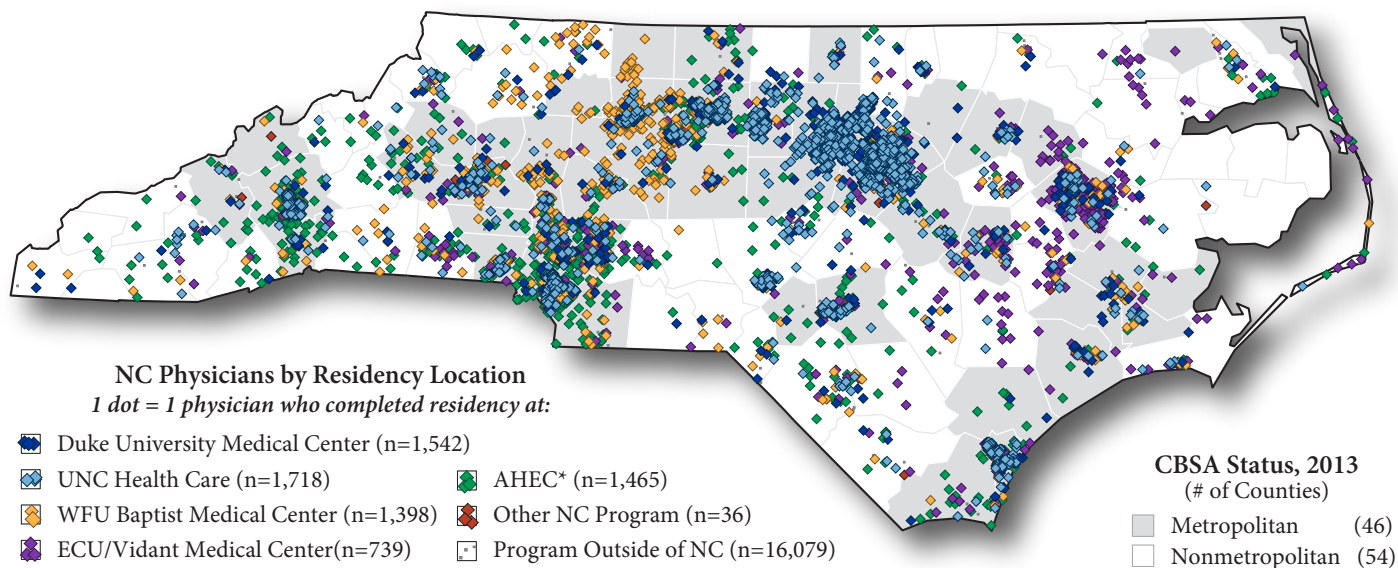 NC Physicians by Residency Location
1 dot = 1 physician who completed residency at:
Duke University Medical Center (n=1,542)
UNC Health Care (n=1,718)
WFU Baptist Medical Center (n=1,398)
ECU/Vidant Medical Center(n=739)
AHEC* (n=1,465)
Other NC Program (n=36)
Program Outside of NC (n=16,079)
CBSA Status, 2013
(# of Counties)
Metropolitan (46)
Nonmetropolitan (54)